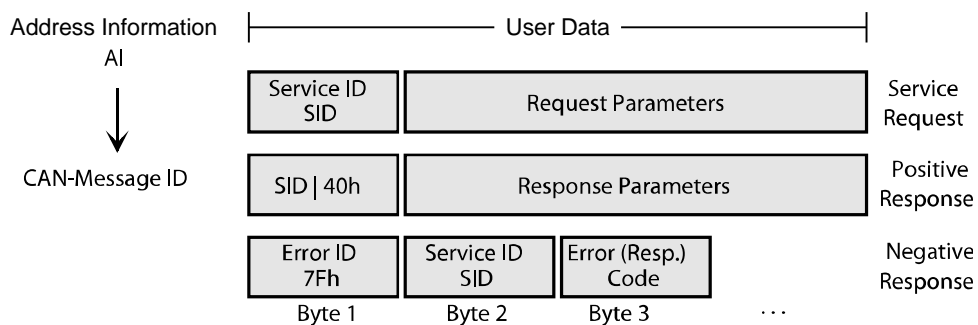 Address Information
AI
CAN-Message ID
User Data
Service ID
SID
Request Parameters
Service
Request
SID | 40h
Response Parameters
Positive
Response
Error ID
7Fh
Service ID
SID
Error (Resp.)
Code
Negative
Response
Byte 1
Byte 2
Byte 3
...